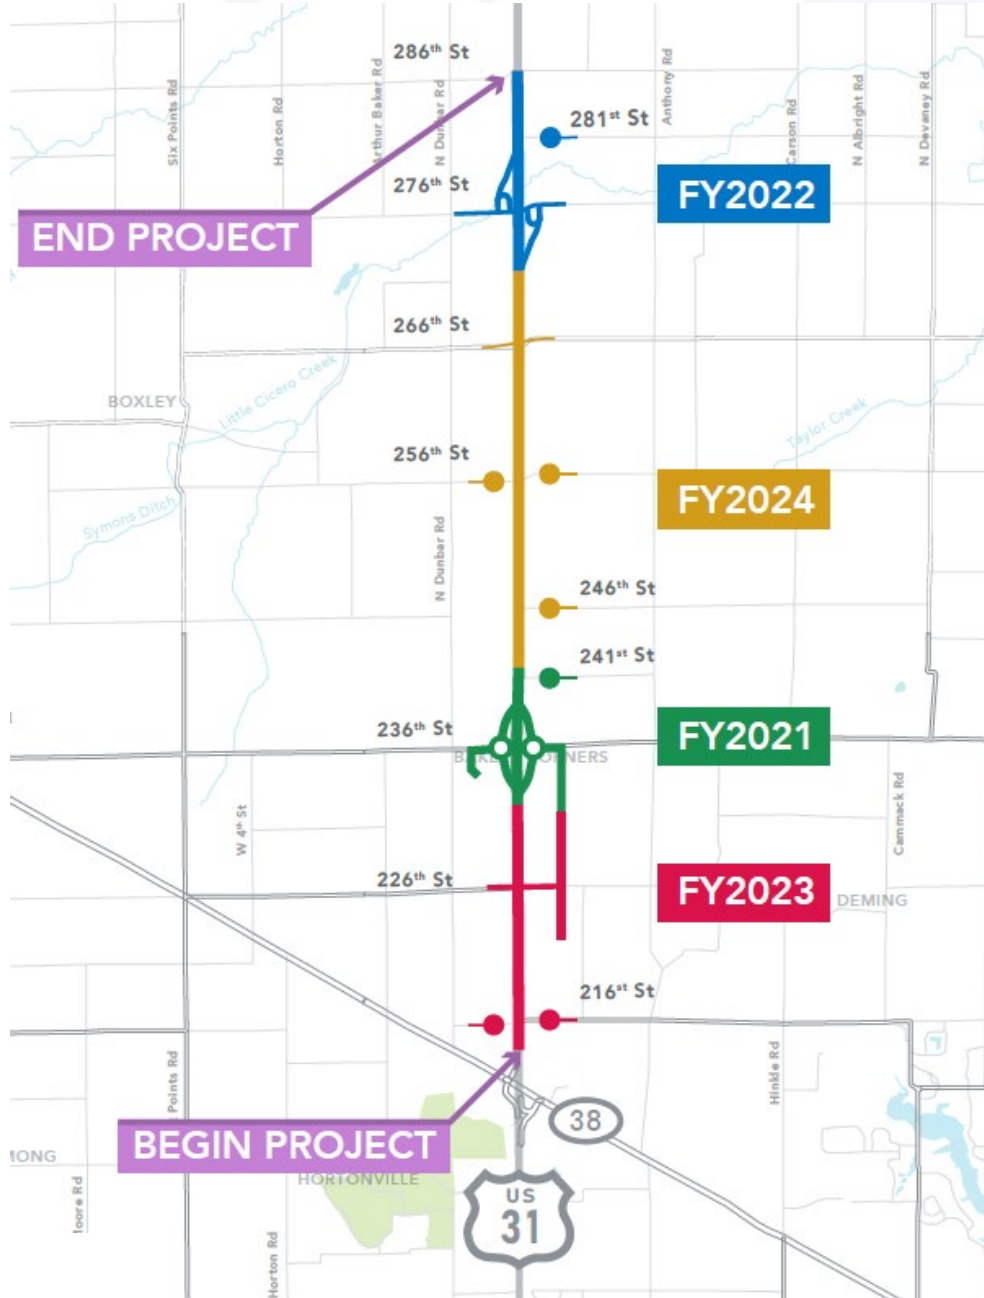 286th St
Six Points Rd
Horton Rd
Arthur Baker Rd
N Dunbar Rd
Anthony Rd
Carson Rd
N Albright Rd
N Devaney Rd
281st St
276th St
FY2022
END PROJECT
266th St
BOXLEY
Little Cicero Creek
Taylor Creek
256th St
FY2024
Symons Ditch
N Dunbar Rd
246th St
241st St
236th St
FY2021
W 4th St
Cammack Rd
226th St
FY2023
DEMING
216st St
Points Rd
Hinkle Rd
BEGIN PROJECT
38
HORTONVILLE
US
31
Horton Rd